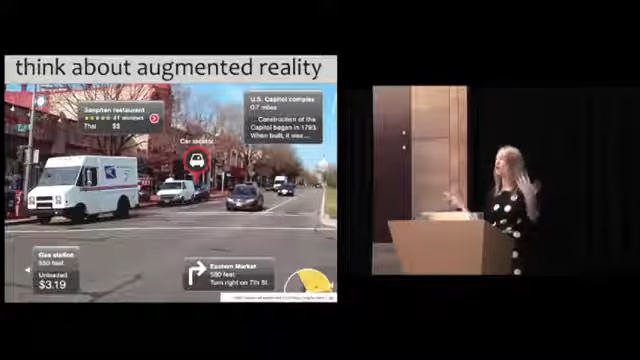 think about augmented reality
Sanphan restaurant
41 reviews
Thai $$
U.S. Capitol complex
0.7 miles
...Construction of the
Capitol began in 1793.
When built, it was...
Car locator
Gas station
550 feet
Unleaded
$3.19
Eastern Market
580 feet
Turn right on 7th St.